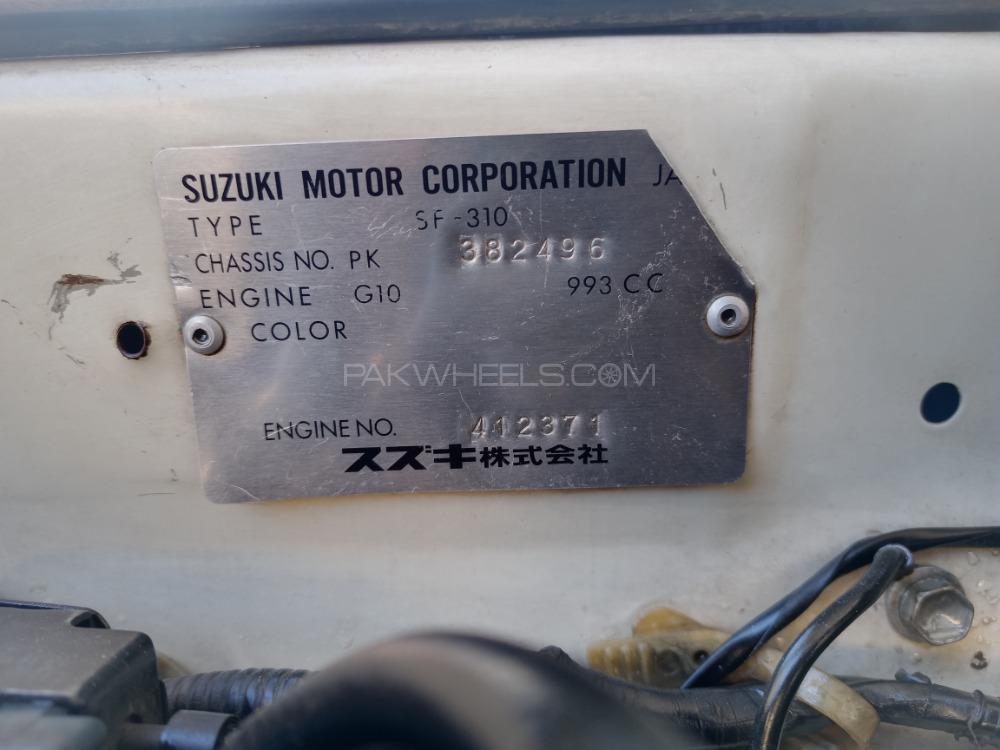 SUZUKI MOTOR CORPORATION JA
TYPE SF-310
CHASSIS NO. PK 382496
ENGINE G10 993 CC
COLOR
PAKWHEELS.COM
ENGINE NO. 412371
スズキ株式会社